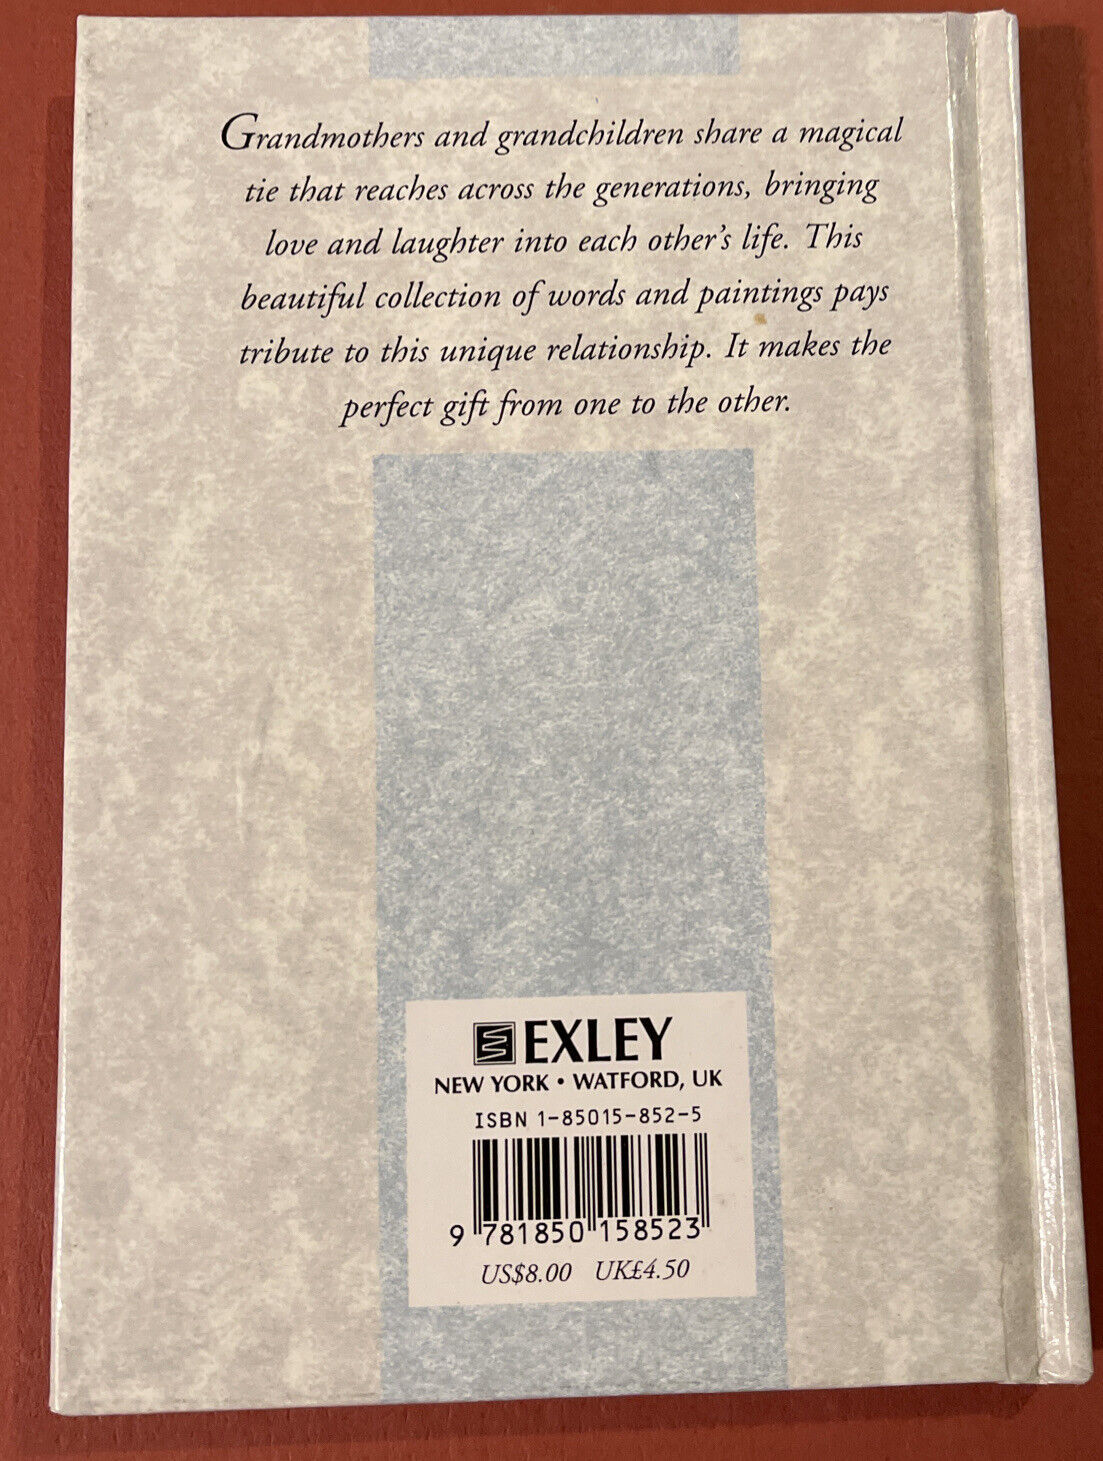 Grandmothers and grandchildren share a magical
tie that reaches across the generations, bringing
love and laughter into each other's life. This
beautiful collection of words and paintings pays
tribute to this unique relationship. It makes the
perfect gift from one to the other.
EXLEY
NEW YORK • WATFORD, UK
ISBN 1-85015-852-5
9 781850 158523
US$8.00 UK£4.50